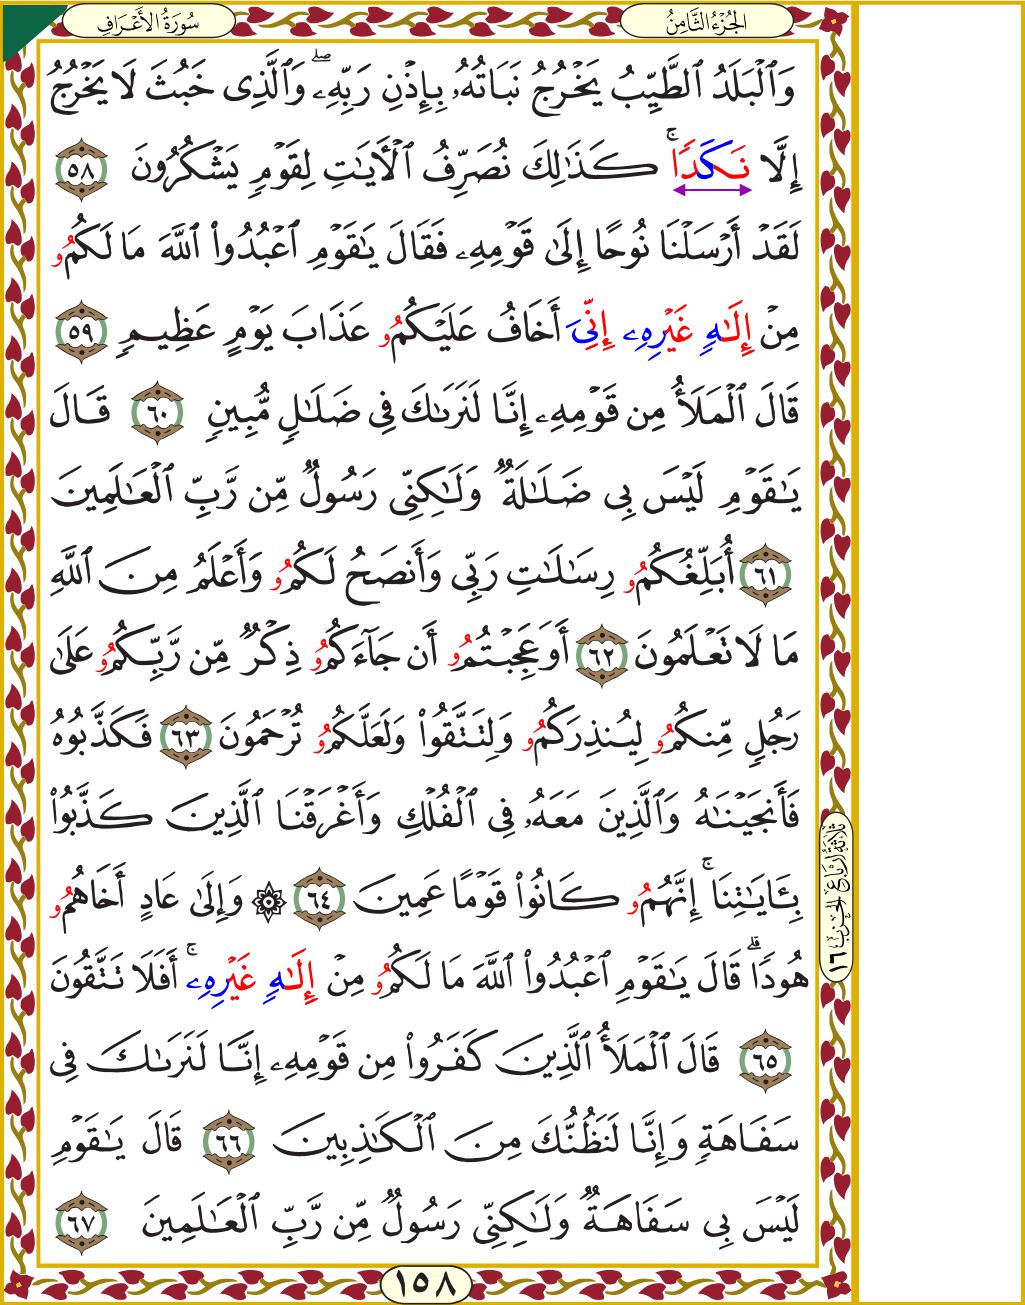 الجُزْءُ الثَّامِنُ
سُورَةُ الأَعْرَافِ
وَٱلْبَلَدُ ٱلطَّيِّبُ يَخْرُجُ نَبَاتُهُۥ بِإِذْنِ رَبِّهِۦۖ وَٱلَّذِى خَبُثَ لَا يَخْرُجُ
إِلَّا نَكَدًاۚ كَذَٰلِكَ نُصَرِّفُ ٱلْأَيَٰتِ لِقَوْمٍ يَشْكُرُونَ ٥٨
لَقَدْ أَرْسَلْنَا نُوحًا إِلَىٰ قَوْمِهِۦ فَقَالَ يَٰقَوْمِ ٱعْبُدُوا۟ ٱللَّهَ مَا لَكُمُو
مِنْ إِلَٰهٍ غَيْرِهِۦ إِنِّىَ أَخَافُ عَلَيْكُمُو عَذَابَ يَوْمٍ عَظِيمٍ ٥٩
قَالَ ٱلْمَلَأُ مِن قَوْمِهِۦ إِنَّا لَنَرَىٰكَ فِى ضَلَٰلٍ مُّبِينٍ ٦٠ قَالَ
يَٰقَوْمِ لَيْسَ بِى ضَلَٰلَةٌ وَلَٰكِنِّى رَسُولٌ مِّن رَّبِّ ٱلْعَٰلَمِينَ
٦١ أُبَلِّغُكُمُو رِسَٰلَٰتِ رَبِّى وَأَنصَحُ لَكُمُو وَأَعْلَمُ مِنَ ٱللَّهِ
مَا لَا تَعْلَمُونَ ٦٢ أَوَعَجِبْتُمُو أَن جَآءَكُمُو ذِكْرٌ مِّن رَّبِّكُمُو عَلَىٰ
رَجُلٍ مِّنكُمُو لِيُنذِرَكُمُو وَلِتَتَّقُوا۟ وَلَعَلَّكُمُو تُرْحَمُونَ ٦٣ فَكَذَّبُوهُ
فَأَنجَيْنَٰهُ وَٱلَّذِينَ مَعَهُۥ فِى ٱلْفُلْكِ وَأَغْرَقْنَا ٱلَّذِينَ كَذَّبُوا۟
بِـَٔايَٰتِنَاۚ إِنَّهُمُو كَانُوا۟ قَوْمًا عَمِينَ ٦٤ ۞ وَإِلَىٰ عَادٍ أَخَاهُمُو
هُودًاۗ قَالَ يَٰقَوْمِ ٱعْبُدُوا۟ ٱللَّهَ مَا لَكُمُو مِنْ إِلَٰهٍ غَيْرِهِۦۚ أَفَلَا تَتَّقُونَ
٦٥ قَالَ ٱلْمَلَأُ ٱلَّذِينَ كَفَرُوا۟ مِن قَوْمِهِۦ إِنَّا لَنَرَىٰكَ فِى
سَفَاهَةٍ وَإِنَّا لَنَظُنُّكَ مِنَ ٱلْكَٰذِبِينَ ٦٦ قَالَ يَٰقَوْمِ
لَيْسَ بِى سَفَاهَةٌ وَلَٰكِنِّى رَسُولٌ مِّن رَّبِّ ٱلْعَٰلَمِينَ ٦٧
ثَلَاثَةُ أَرْبَاعِ الحِزْبِ ١٦
١٥٨